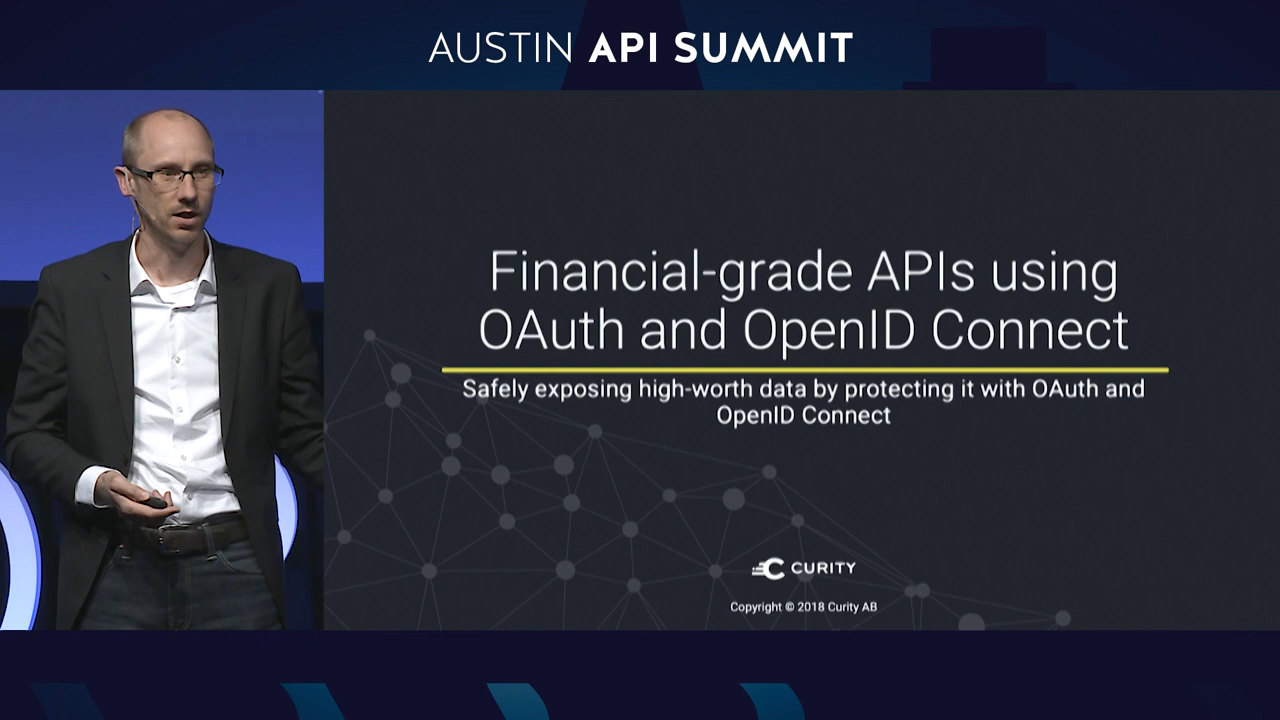 AUSTIN API SUMMIT
Financial-grade APIs using
OAuth and OpenID Connect
Safely exposing high-worth data by protecting it with OAuth and
OpenID Connect
CURITY
Copyright © 2018 Curity AB